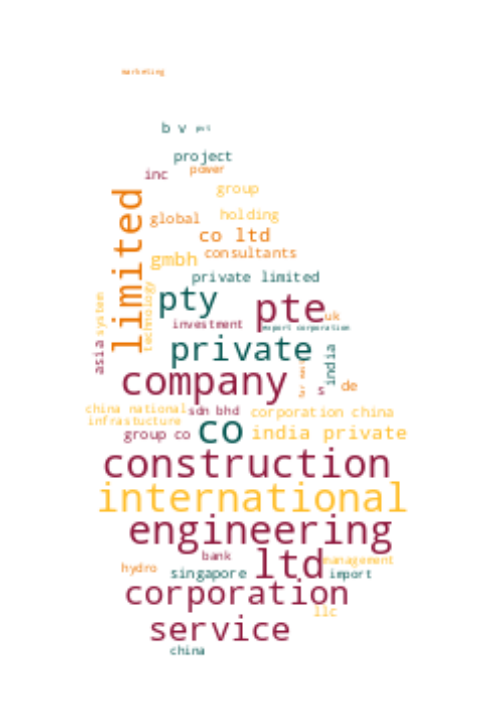 marketing
b v pvt
project
inc power
group
limited
global holding
co ltd
consultants
gmbh
private limited
system
technology
pty pte
uk
investment export corporation
private
asia
india
company
far east
s de
china national sdn bhd corporation china
infrastucture
group co co india private
construction
international
engineering
bank
ltd management
hydro singapore import
corporation
llc
service
china